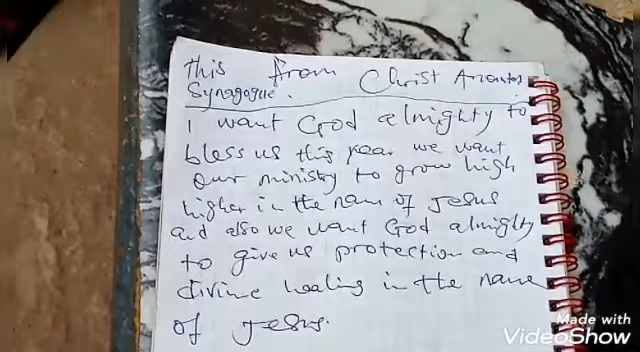 This from Christ
Synagogue.
I want God almighty to
bless us this year we want
our ministry to grow high
higher in the nam of Jesus
and also we want God almighty
to give us protection and
divine healing in the name
of Jesus.
Made with
VideoShow